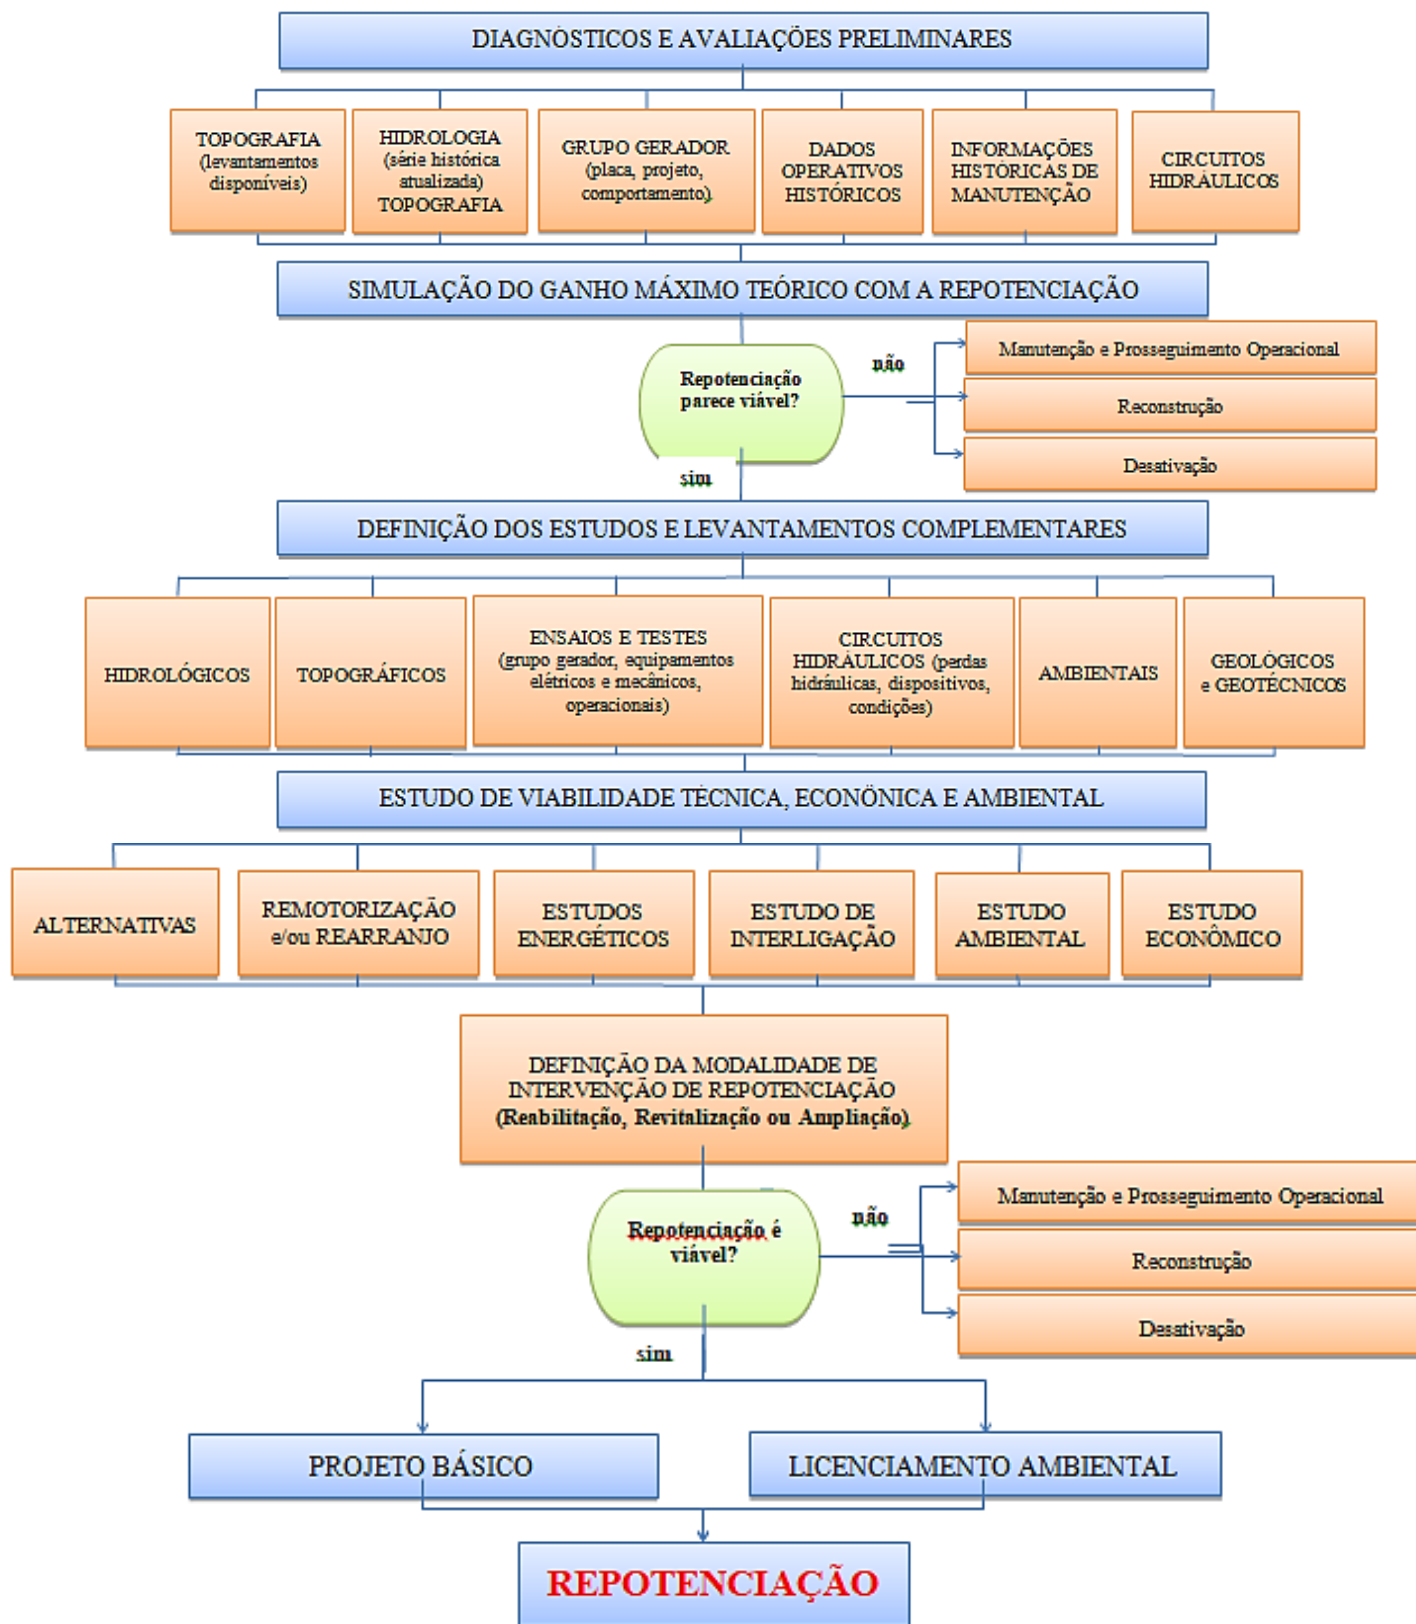 DIAGNÓSTICOS E AVALIAÇÕES PRELIMINARES
TOPOGRAFIA
(levantamentos
disponíveis)
HIDROLOGIA
(série histórica
atualizada)
TOPOGRAFIA
GRUPO GERADOR
(placa, projeto,
comportamento)
DADOS
OPERATIVOS
HISTÓRICOS
INFORMAÇÕES
HISTÓRICAS DE
MANUTENÇÃO
CIRCUITOS
HIDRÁULICOS
SIMULAÇÃO DO GANHO MÁXIMO TEÓRICO COM A REPOTENCIAÇÃO
Repotenciação
parece viável?
não
Manutenção e Prosseguimento Operacional
Reconstrução
Desativação
sim
DEFINIÇÃO DOS ESTUDOS E LEVANTAMENTOS COMPLEMENTARES
HIDROLÓGICOS
TOPOGRÁFICOS
ENSAIOS E TESTES
(grupo gerador, equipamentos
elétricos e mecânicos,
operacionais)
CIRCUITOS
HIDRÁULICOS (perdas
hidráulicas, dispositivos,
condições)
AMBIENTAIS
GEOLÓGICOS
e GEOTÉCNICOS
ESTUDO DE VIABILIDADE TÉCNICA, ECONÔNICA E AMBIENTAL
ALTERNATIVAS
REMOTORIZAÇÃO
e/ou REARRANJO
ESTUDOS
ENERGÉTICOS
ESTUDO DE
INTERLIGAÇÃO
ESTUDO
AMBIENTAL
ESTUDO
ECONÔMICO
DEFINIÇÃO DA MODALIDADE DE
INTERVENÇÃO DE REPOTENCIAÇÃO
(Reabilitação, Revitalização ou Ampliação)
Repotenciação é
viável?
não
Manutenção e Prosseguimento Operacional
Reconstrução
Desativação
sim
PROJETO BÁSICO
LICENCIAMENTO AMBIENTAL
REPOTENCIAÇÃO